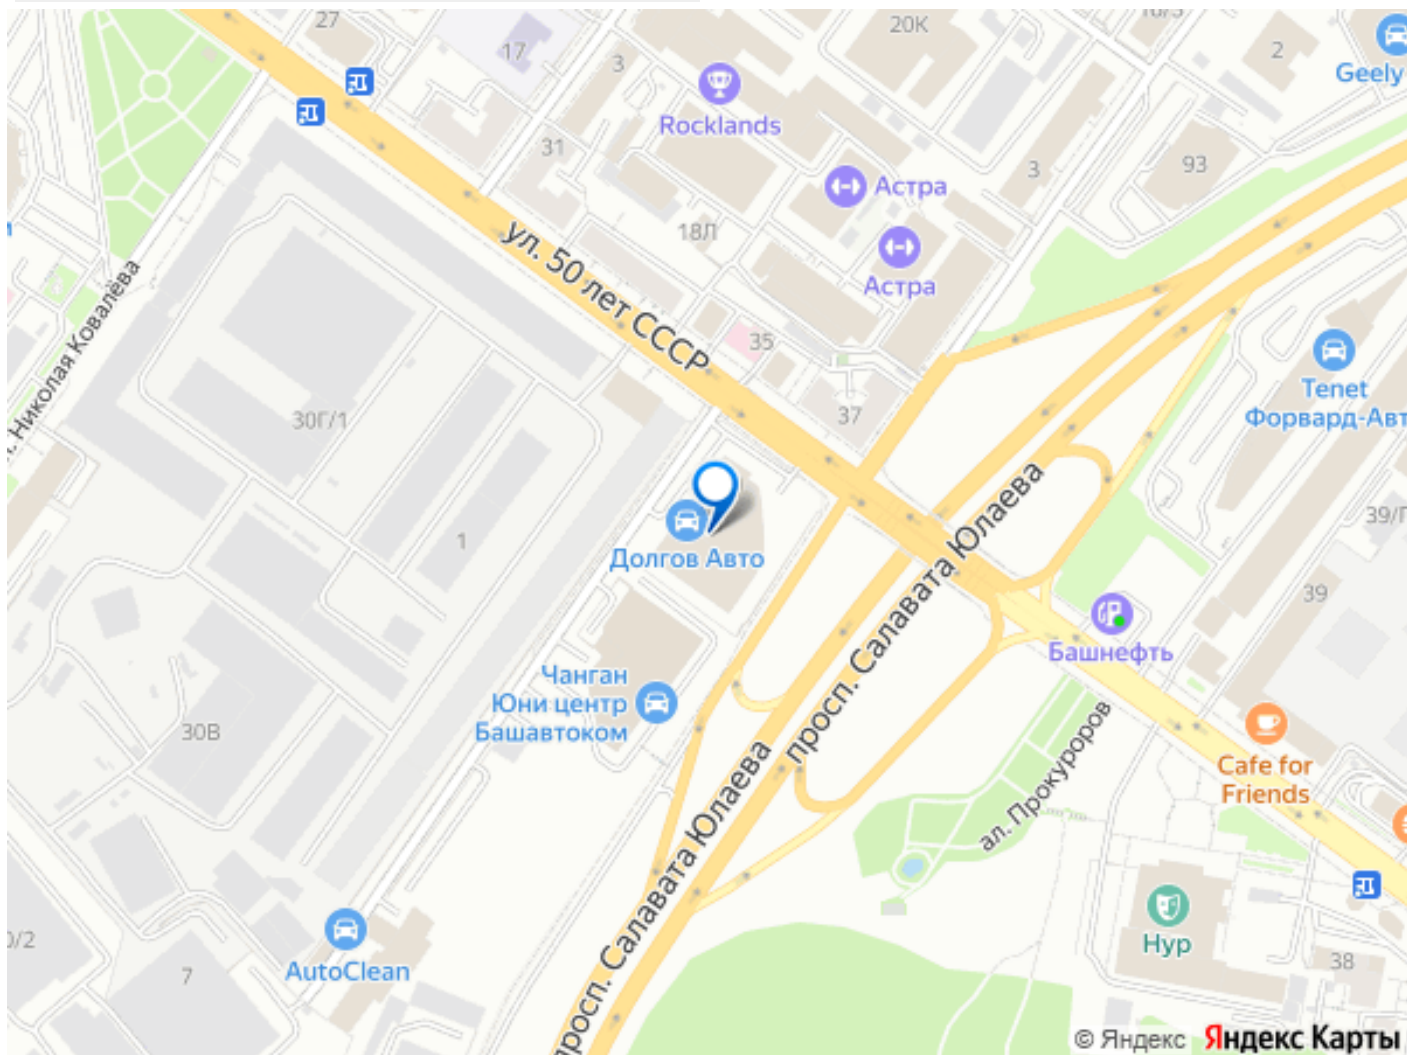 27
17
3
20К
2
Geely
Rocklands
31
3
93
Астра
18Л
Астра
ул. 50 лет СССР
Николая Ковалёва
35
Tenet
Форвард-Авт
30Г/1
37
1
Долгов Авто
39/Г
просп. Салавата Юлаева
39
Башнефть
Чанган
Юни центр
Башавтоком
30В
ал. Прокуроров
Cafe for
Friends
просп. Салавата Юлаева
0/2
7
AutoClean
Нур
38
© Яндекс Яндекс Карты